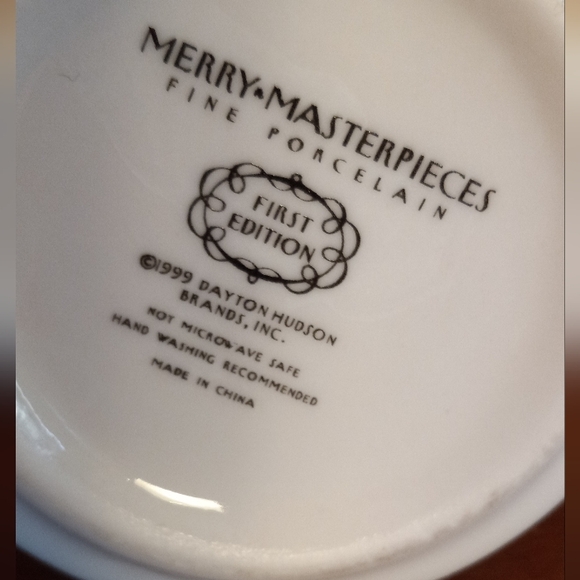 MERRY MASTERPIECES
FINE PORCELAIN
FIRST
EDITION
©1999 DAYTON HUDSON
BRANDS, INC.
NOT MICROWAVE SAFE
HAND WASHING RECOMMENDED
MADE IN CHINA